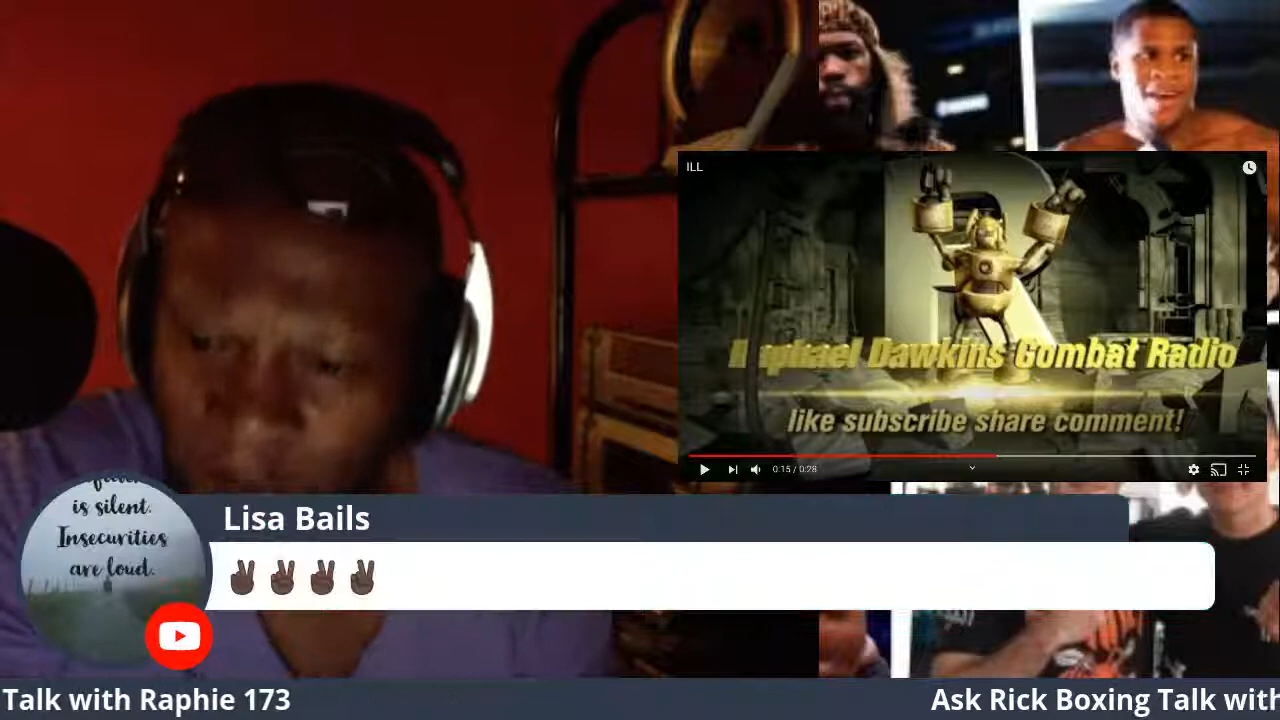 ILL
Raphael Dawkins Combat Radio
like subscribe share comment!
0:15 / 0:28
Lisa Bails
is silent.
Insecurities
are loud.
✌🏿✌🏿✌🏿✌🏿
Talk with Raphie 173
Ask Rick Boxing Talk with